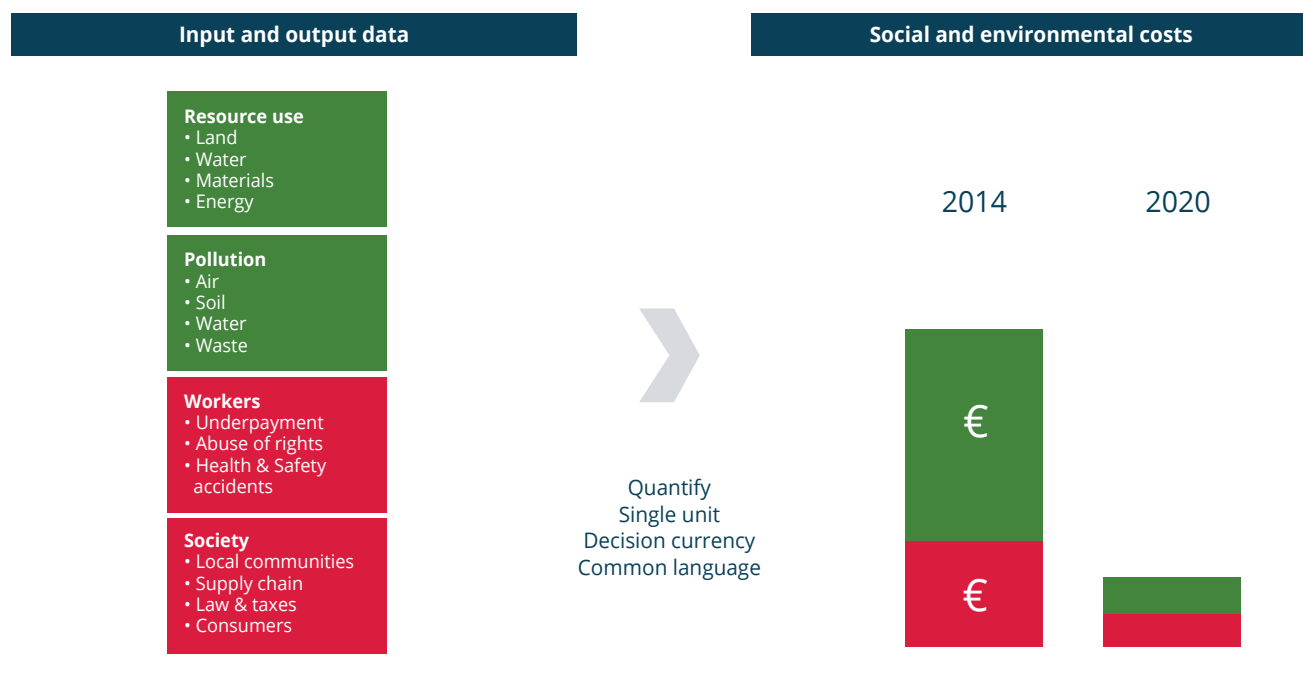 Input and output data
Social and environmental costs
Resource use
• Land
• Water
• Materials
• Energy
Pollution
• Air
• Soil
• Water
• Waste
Workers
• Underpayment
• Abuse of rights
• Health & Safety
accidents
Society
• Local communities
• Supply chain
• Law & taxes
• Consumers
Quantify
Single unit
Decision currency
Common language
2014
2020
€
€